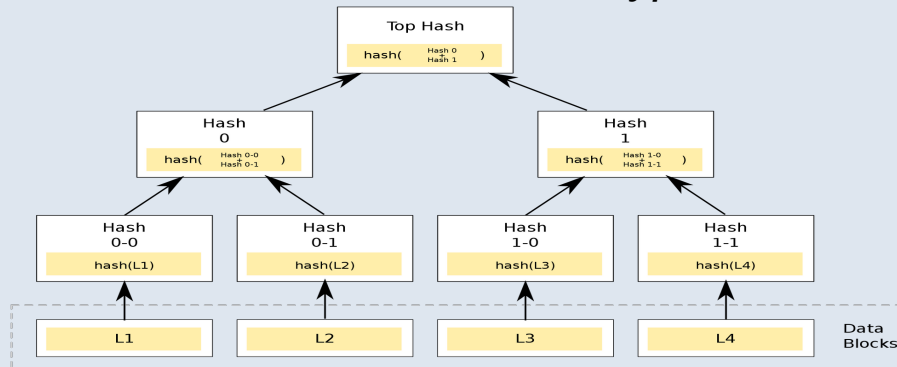 Top Hash
hash( Hash 0 + Hash 1 )
Hash 0
hash( Hash 0-0 + Hash 0-1 )
Hash 1
hash( Hash 1-0 + Hash 1-1 )
Hash 0-0
hash(L1)
Hash 0-1
hash(L2)
Hash 1-0
hash(L3)
Hash 1-1
hash(L4)
L1
L2
L3
L4
Data
Blocks